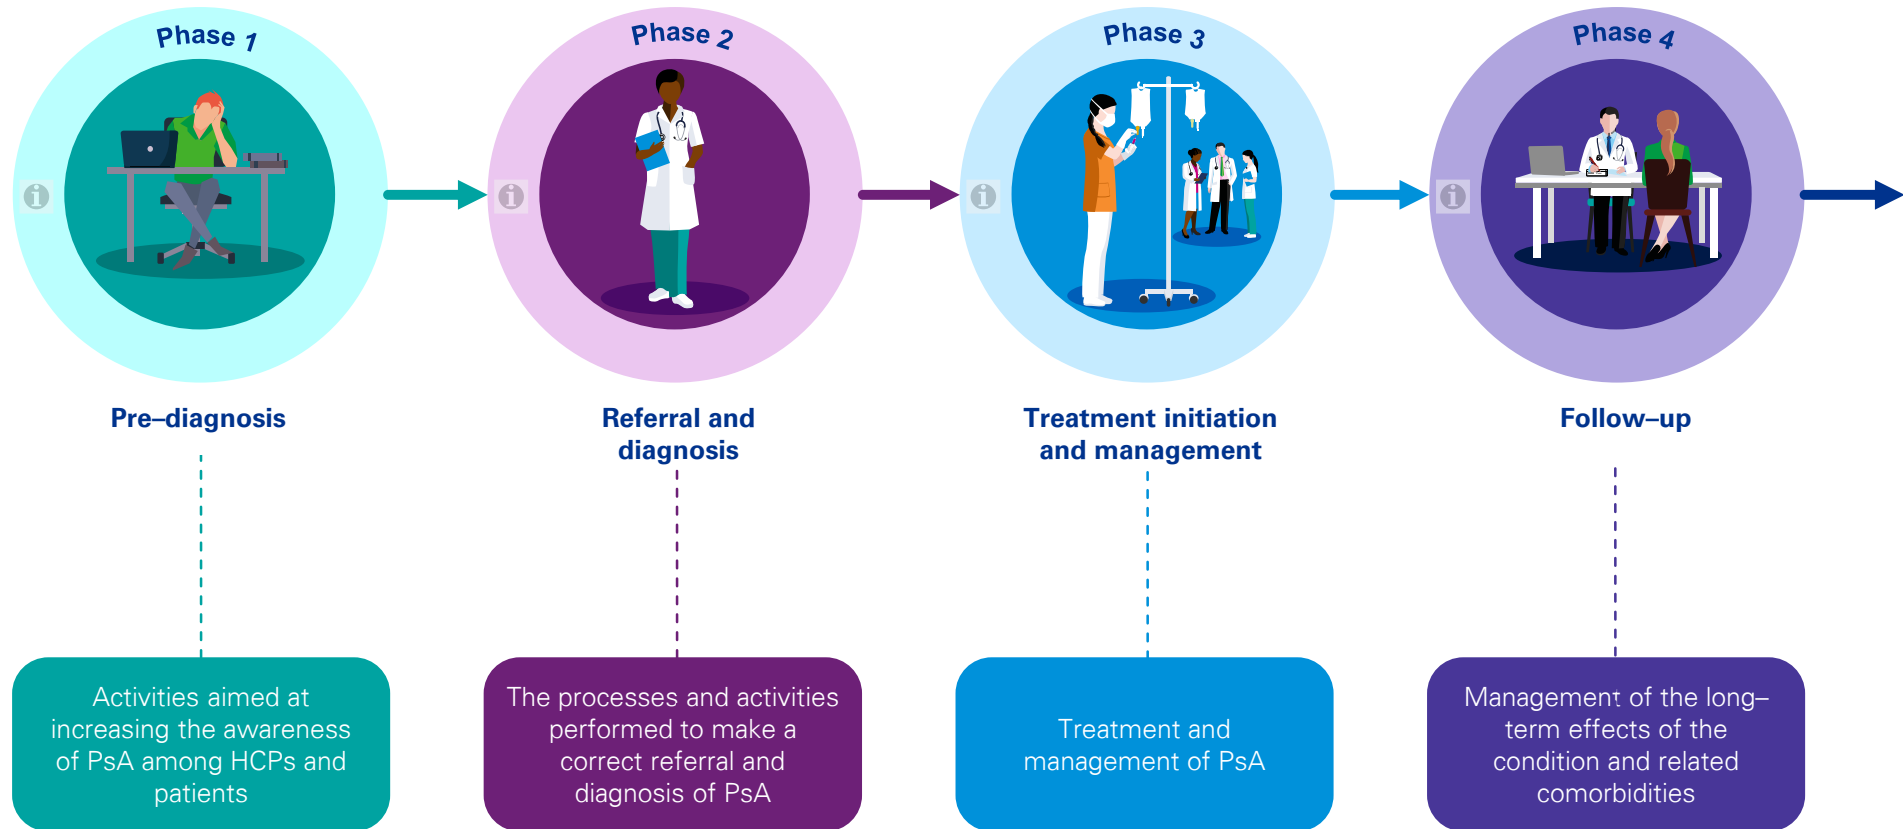 Phase 1
Phase 2
Phase 3
Phase 4
Pre–diagnosis
Referral and
diagnosis
Treatment initiation
and management
Follow–up
Activities aimed at
increasing the awareness
of PsA among HCPs and
patients
The processes and activities
performed to make a
correct referral and
diagnosis of PsA
Treatment and
management of PsA
Management of the long–
term effects of the
condition and related
comorbidities